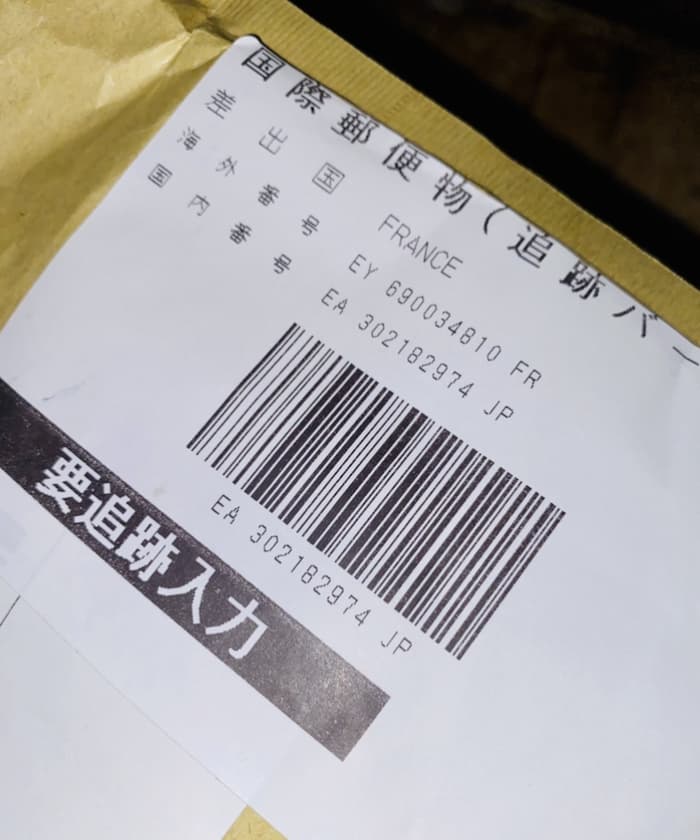 国際郵便物(追跡バー
差出国 FRANCE
海外番号 EY 690034810 FR
国内番号 EA 302182974 JP
EA 302182974 JP
要追跡入力